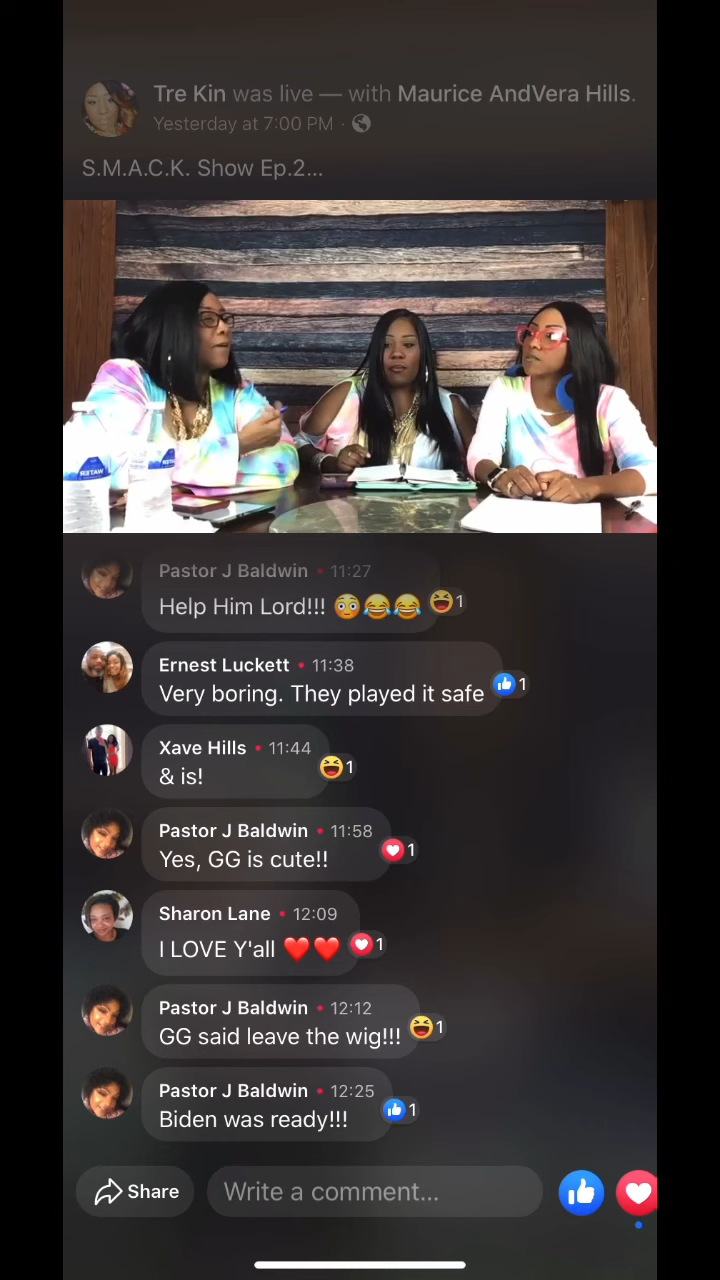 Tre Kin was live — with Maurice AndVera Hills.
Yesterday at 7:00 PM ·
S.M.A.C.K. Show Ep.2...
WATER
WATER
Pastor J Baldwin • 11:27
Help Him Lord!!! 😳😂😂 😆1
Ernest Luckett • 11:38
Very boring. They played it safe 👍1
Xave Hills • 11:44
& is! 😆1
Pastor J Baldwin • 11:58
Yes, GG is cute!! ❤️1
Sharon Lane • 12:09
I LOVE Y'all ❤️❤️ ❤️1
Pastor J Baldwin • 12:12
GG said leave the wig!!! 😆1
Pastor J Baldwin • 12:25
Biden was ready!!! 👍1
Share Write a comment...